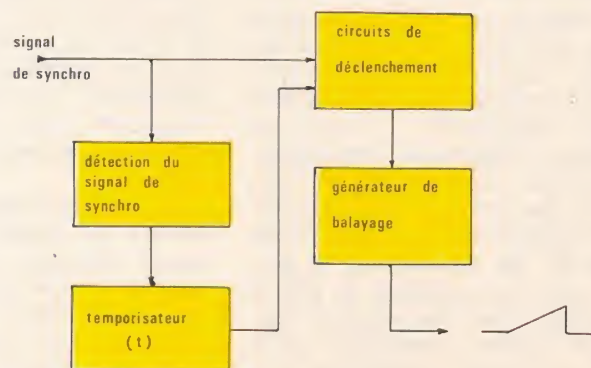 signal
de synchro
circuits de
déclenchement
détection du
signal de
synchro
générateur de
balayage
temporisateur
(t)